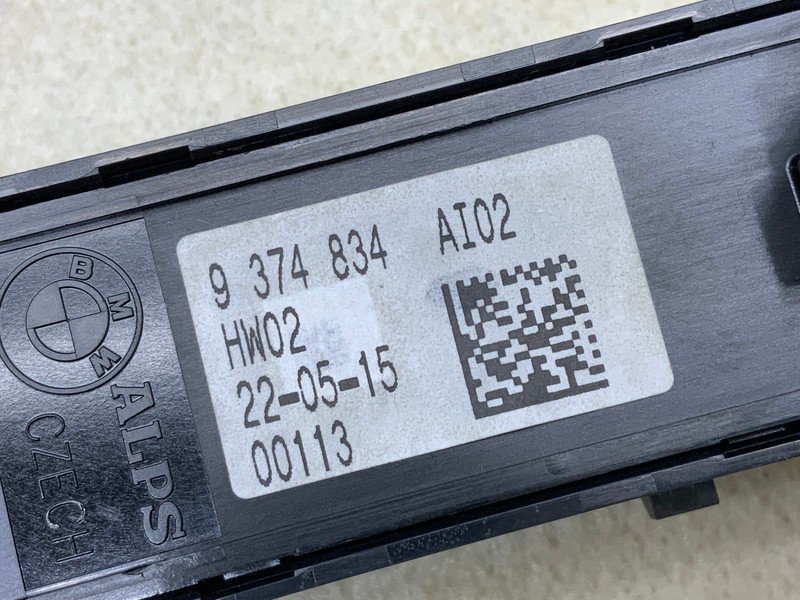 9 374 834 AI02
HW02
22-05-15
00113
BMW
ALPS
CZECH